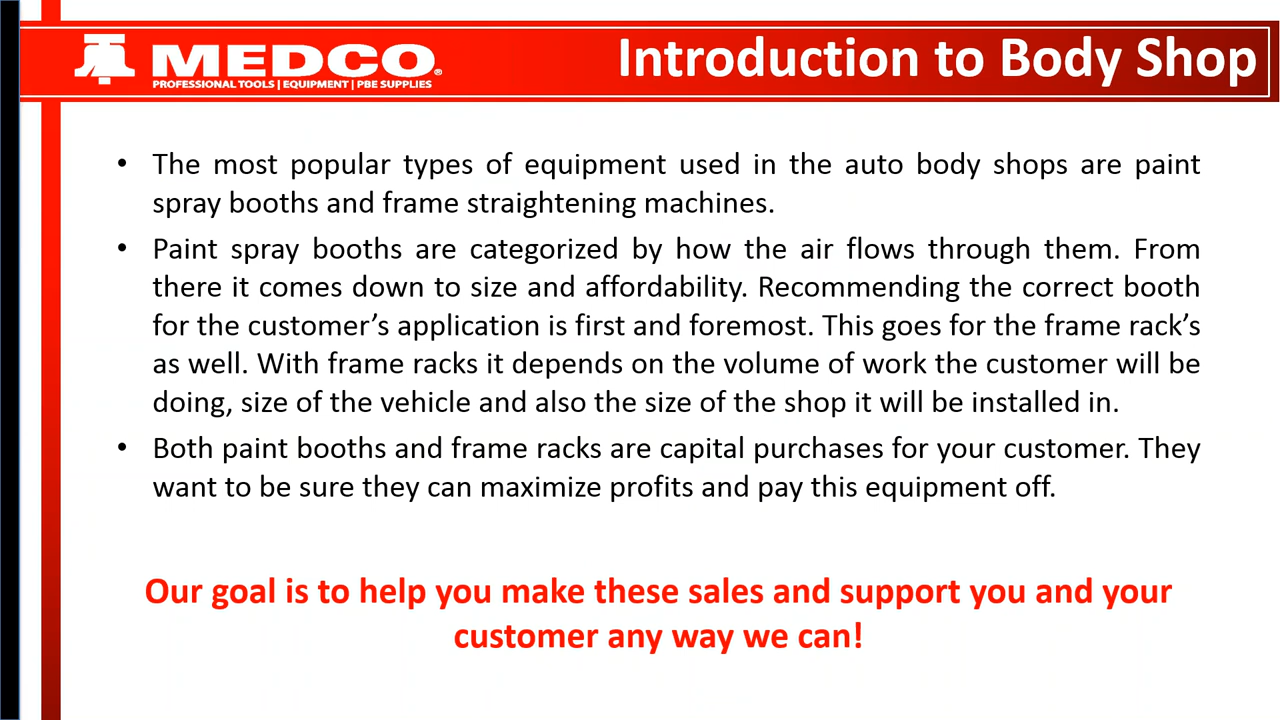 MEDCO®
PROFESSIONAL TOOLS | EQUIPMENT | PBE SUPPLIES
Introduction to Body Shop
• The most popular types of equipment used in the auto body shops are paint
spray booths and frame straightening machines.
• Paint spray booths are categorized by how the air flows through them. From
there it comes down to size and affordability. Recommending the correct booth
for the customer’s application is first and foremost. This goes for the frame rack’s
as well. With frame racks it depends on the volume of work the customer will be
doing, size of the vehicle and also the size of the shop it will be installed in.
• Both paint booths and frame racks are capital purchases for your customer. They
want to be sure they can maximize profits and pay this equipment off.
Our goal is to help you make these sales and support you and your
customer any way we can!